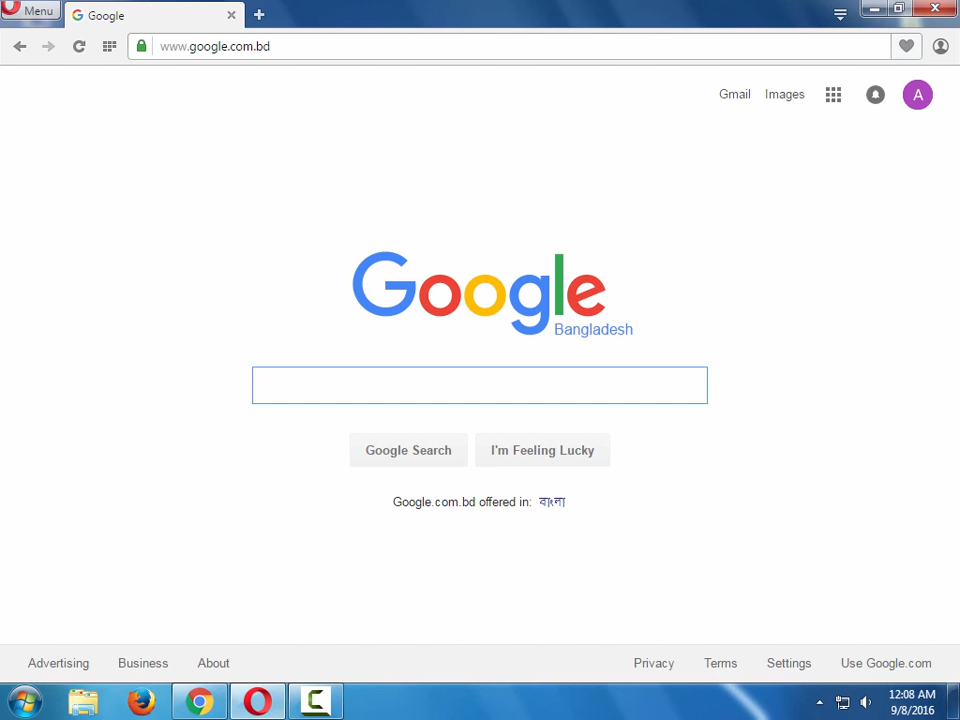 Menu
Google
www.google.com.bd
Gmail Images A
Google
Bangladesh
Google Search I'm Feeling Lucky
Google.com.bd offered in: বাংলা
Advertising Business About Privacy Terms Settings Use Google.com
12:08 AM
9/8/2016